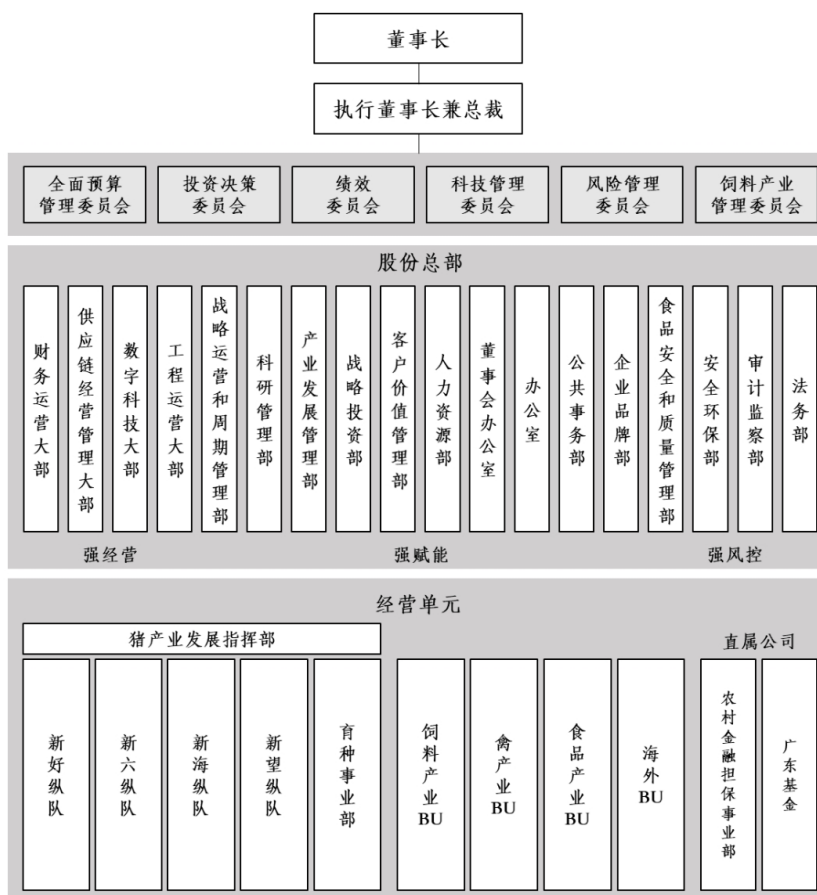 董事长
执行董事长兼总裁
全面预算
管理委员会
投资决策
委员会
绩效
委员会
科技管理
委员会
风险管理
委员会
饲料产业
管理委员会
股份总部
财务运营大部
供应链经营管理大部
数字科技大部
工程运营大部
战略运营和周期管理部
科研管理部
产业发展管理部
战略投资部
客户价值管理部
人力资源部
董事会办公室
办公室
公共事务部
企业品牌部
食品安全和质量管理部
安全环保部
审计监察部
法务部
强经营
强赋能
强风控
经营单元
猪产业发展指挥部
直属公司
新好纵队
新六纵队
新海纵队
新望纵队
育种事业部
饲料产业BU
禽产业BU
食品产业BU
海外BU
农村金融担保事业部
广东基金